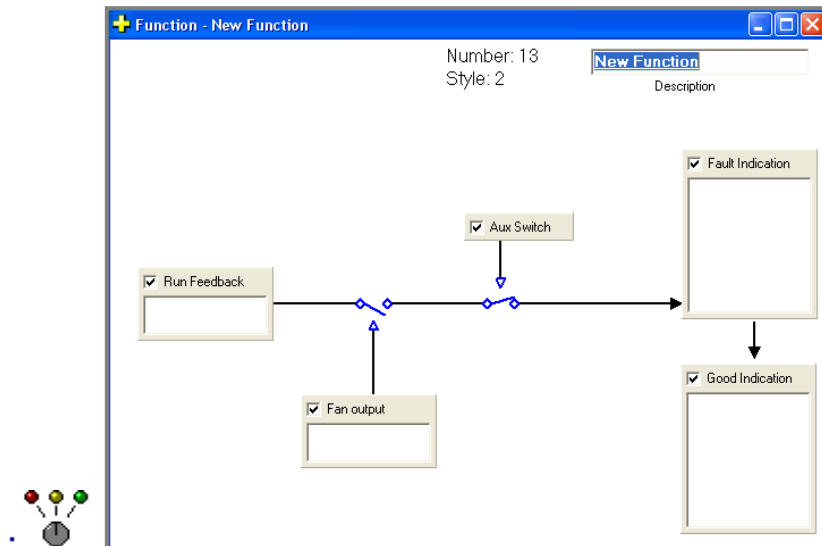 Function - New Function
Number: 13
Style: 2
New Function
Description
Fault Indication
Aux Switch
Run Feedback
Good Indication
Fan output